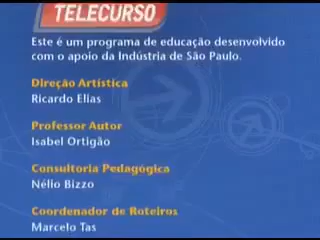 TELECURSO
Este é um programa de educação desenvolvido
com o apoio da Indústria de São Paulo.
Direção Artística
Ricardo Elias
Professor Autor
Isabel Ortigão
Consultoria Pedagógica
Nélio Bizzo
Coordenador de Roteiros
Marcelo Tas